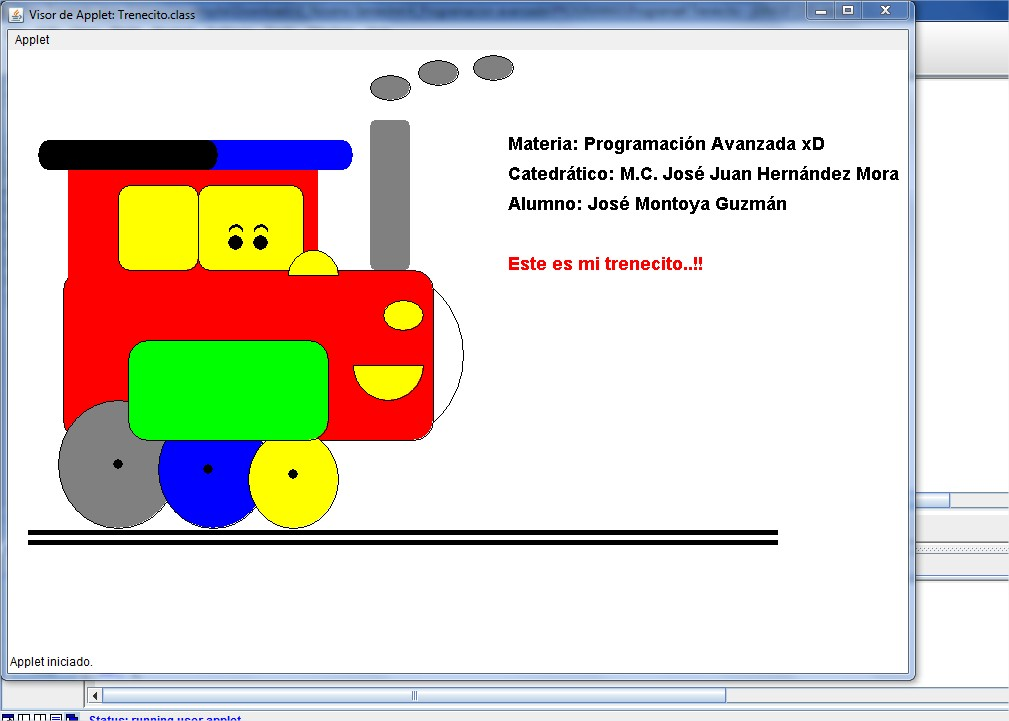 Visor de Applet: Trenecito.class
Applet
Materia: Programación Avanzada xD
Catedrático: M.C. José Juan Hernández Mora
Alumno: José Montoya Guzmán
Este es mi trenecito..!!
Applet iniciado.
Status: running user applet